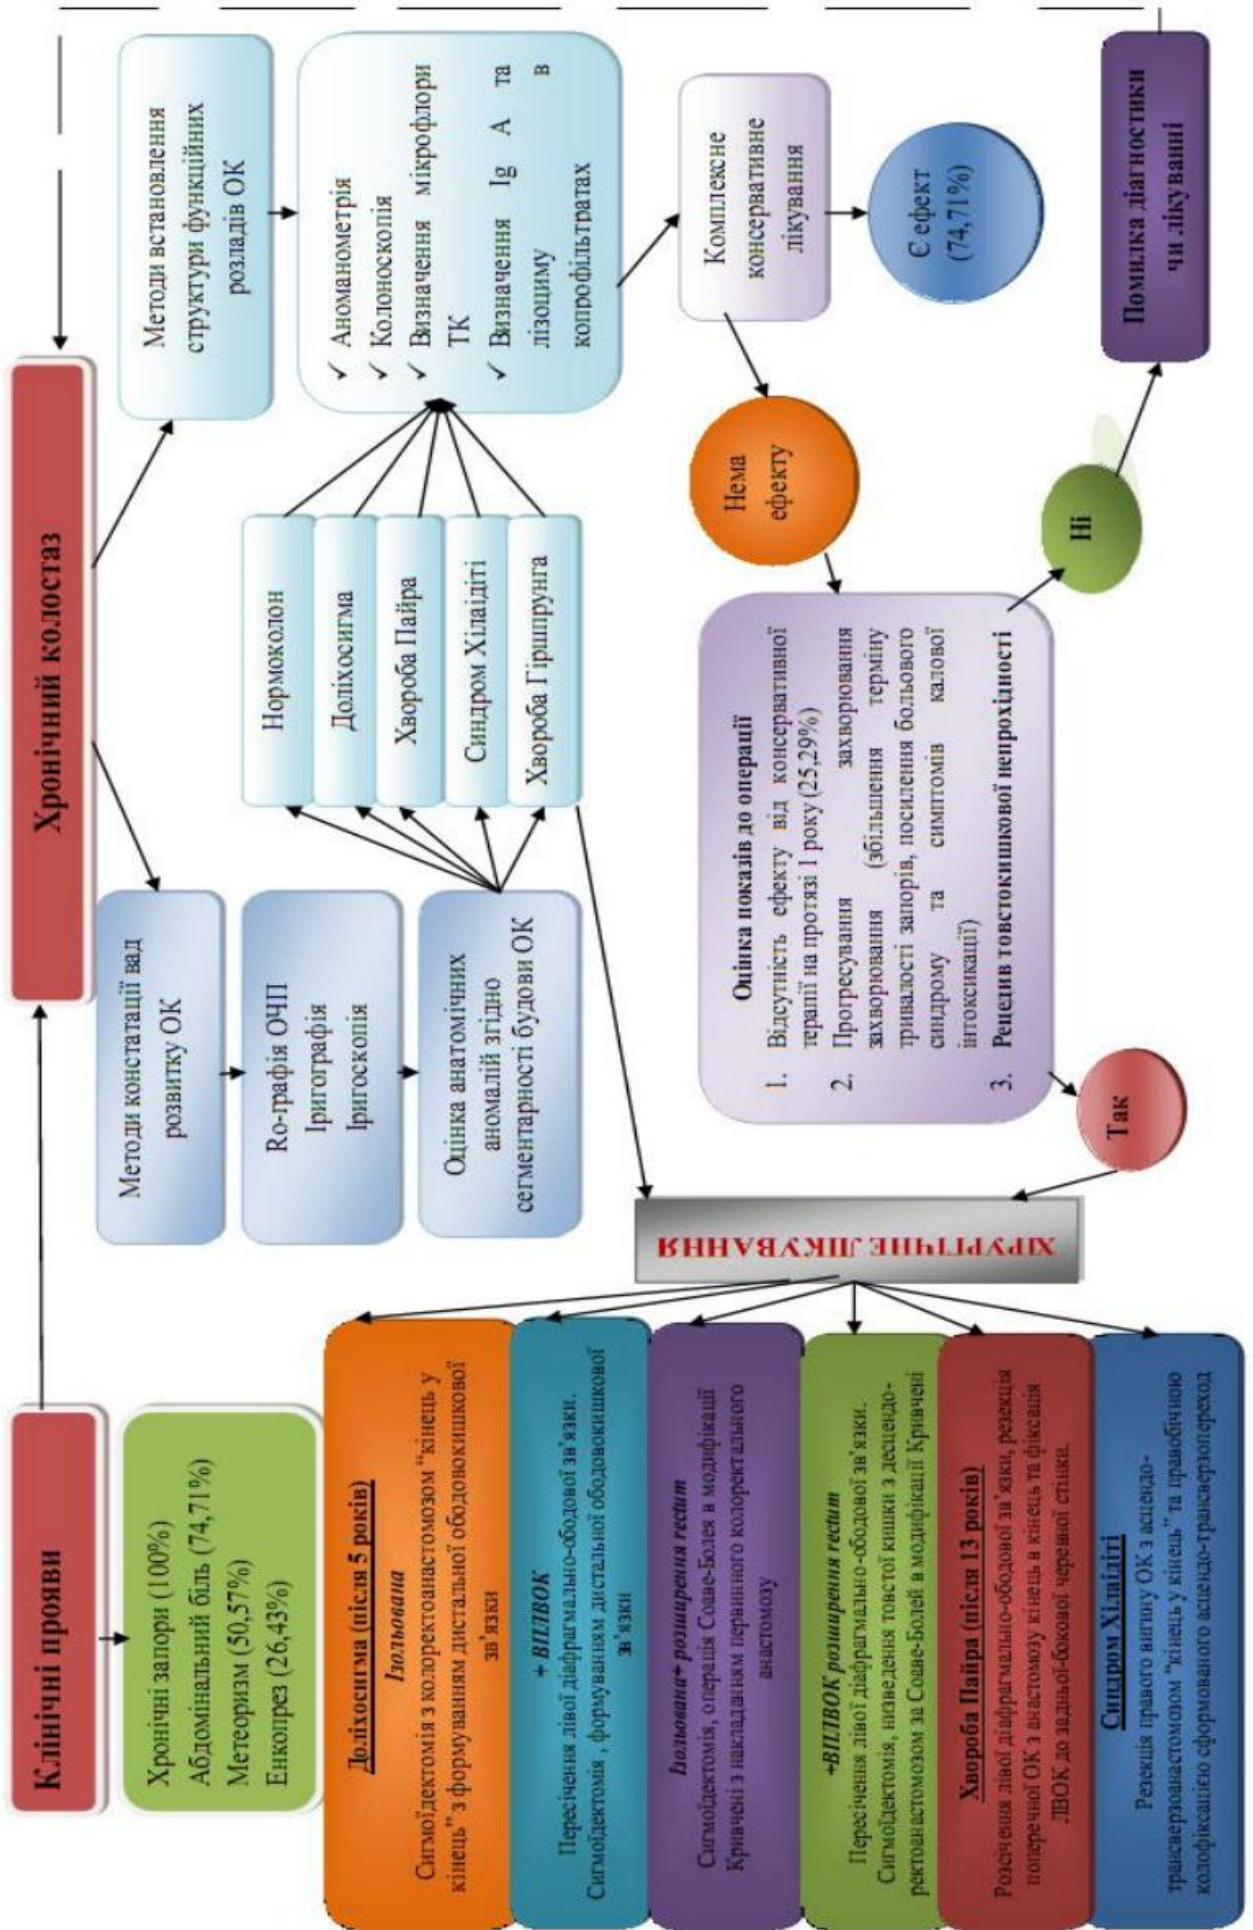 Клінічні прояви
Хронічні запори (100%)
Абдомінальний біль (74,71%)
Метеоризм (50,57%)
Енкопрез (26,43%)
Хронічний колостаз
Методи констатації вад
розвитку ОК
Ro-графія ОЧП
Іригографія
Іригоскопія
Оцінка анатомічних
аномалій згідно
сегментарності будови ОК
Методи встановлення
структури функційних
розладів ОК
Нормоколон
Доліхосигма
Хвороба Пайра
Синдром Хілаідіті
Хвороба Гіршпрунга
✓ Аноманометрія
✓ Колоноскопія
✓ Визначення мікрофлори
ТК
✓ Визначення Ig A та
лізоциму в
копрофільтратах
Комплексне
консервативне
лікування
Є ефект
(74,71%)
Нема
ефекту
Оцінка показів до операції
1. Відсутність ефекту від консервативної
терапії на протязі 1 року (25,29%)
2. Прогресування захворювання
захворювання (збільшення терміну
тривалості запорів, посилення больового
синдрому та симптомів калової
інтоксикації)
3. Рецедив товстокишкової непрохідності
Ні
Помилка діагностики
чи лікуванні
Так
ХІРУРГІЧНЕ ЛІКУВАННЯ
Доліхосигма (після 5 років)
Ізольована
Сигмоїдектомія з колоректоанастомозом "кінець у
кінець" з формуванням дистальної ободовокишкової
зв'язки
+ ВПЛВОК
Пересічення лівої діафрагмально-ободової зв'язки.
Сигмоїдектомія, формуванням дистальної ободовокишкової
зв'язки
Ізольована+ розширення rectum
Сигмоїдектомія, операція Соаве-Болея в модифікації
Кривчені з накладанням первинного колоректального
анастомозу
+ВПЛВОК розширення rectum
Пересічення лівої діафрагмально-ободової зв'язки.
Сигмоїдектомія, низведення товстої кишки з десцендо-
ректоанастомозом за Соаве-Болей в модифікації Кривчені
Хвороба Пайра (після 13 років)
Розсічення лівої діафрагмально-ободової зв'язки, резекція
поперечної ОК з анастомозу кінець в кінець та фіксація
ЛВОК до задньої-бокової черевної стінки.
Синдром Хілаідіті
Резекція правого вигину ОК з асцендо-
трансверзоанастомозом "кінець у кінець" та правобічною
колофіксацією сформованого асцендо-трансверзопереход